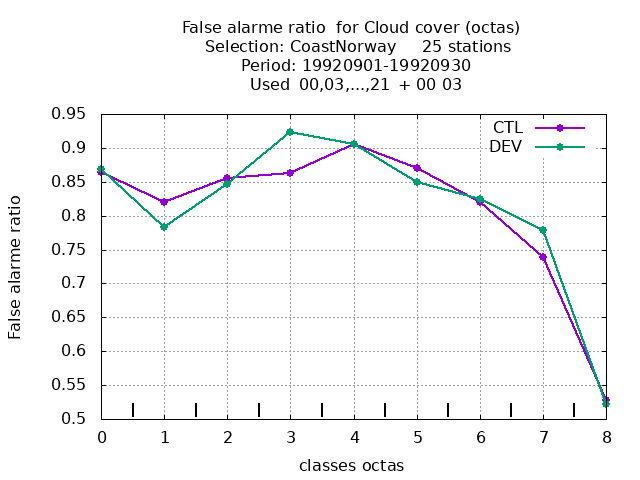 False alarme ratio  for Cloud cover (octas)
Selection: CoastNorway     25 stations
Period: 19920901-19920930
Used  00,03,...,21  + 00 03
CTL
DEV
False alarme ratio
0.95
0.9
0.85
0.8
0.75
0.7
0.65
0.6
0.55
0.5
0 1 2 3 4 5 6 7 8
classes octas